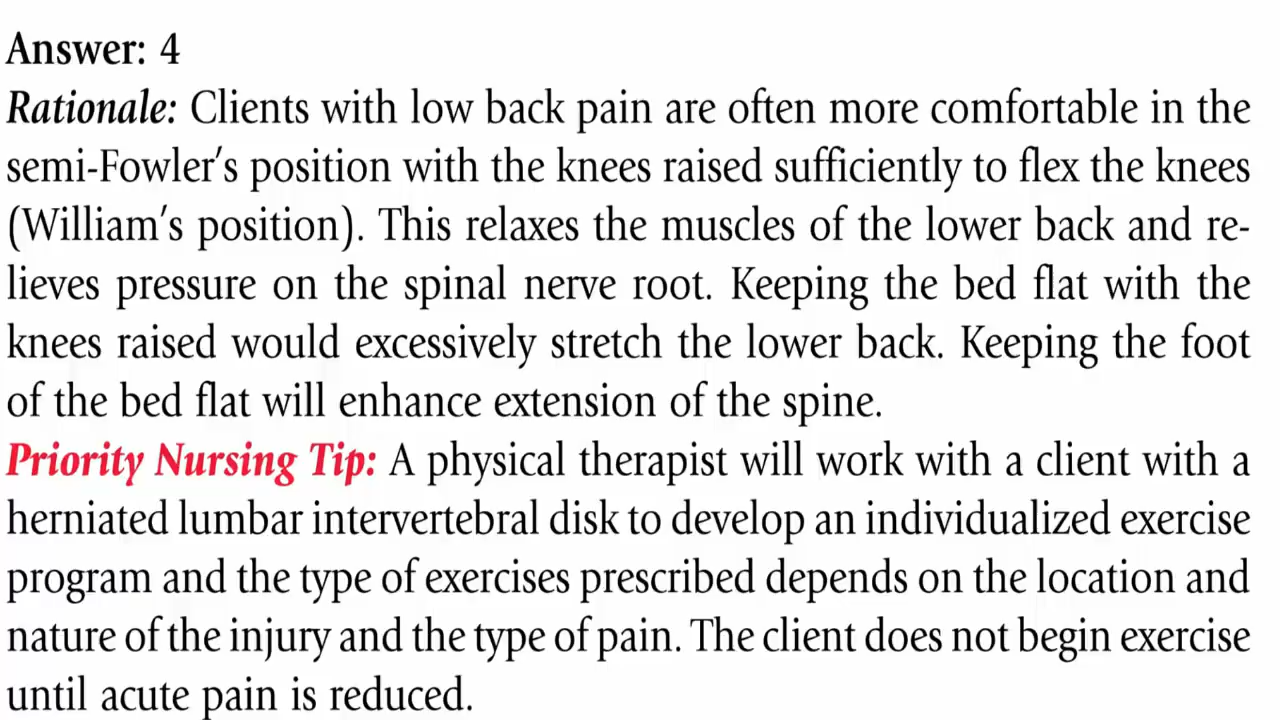 Answer: 4
Rationale: Clients with low back pain are often more comfortable in the
semi-Fowler's position with the knees raised sufficiently to flex the knees
(William's position). This relaxes the muscles of the lower back and re-
lieves pressure on the spinal nerve root. Keeping the bed flat with the
knees raised would excessively stretch the lower back. Keeping the foot
of the bed flat will enhance extension of the spine.
Priority Nursing Tip: A physical therapist will work with a client with a
herniated lumbar intervertebral disk to develop an individualized exercise
program and the type of exercises prescribed depends on the location and
nature of the injury and the type of pain. The client does not begin exercise
until acute pain is reduced.